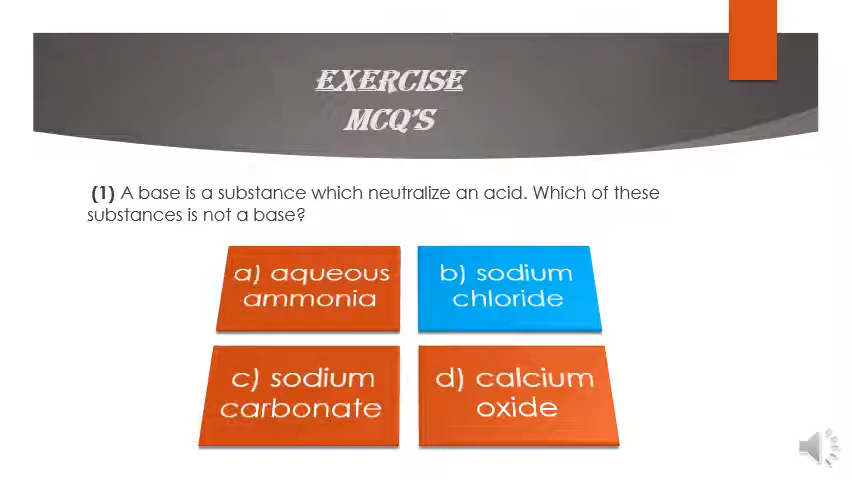 EXERCISE
MCQ'S
(1) A base is a substance which neutralize an acid. Which of these
substances is not a base?
a) aqueous
ammonia
b) sodium
chloride
c) sodium
carbonate
d) calcium
oxide